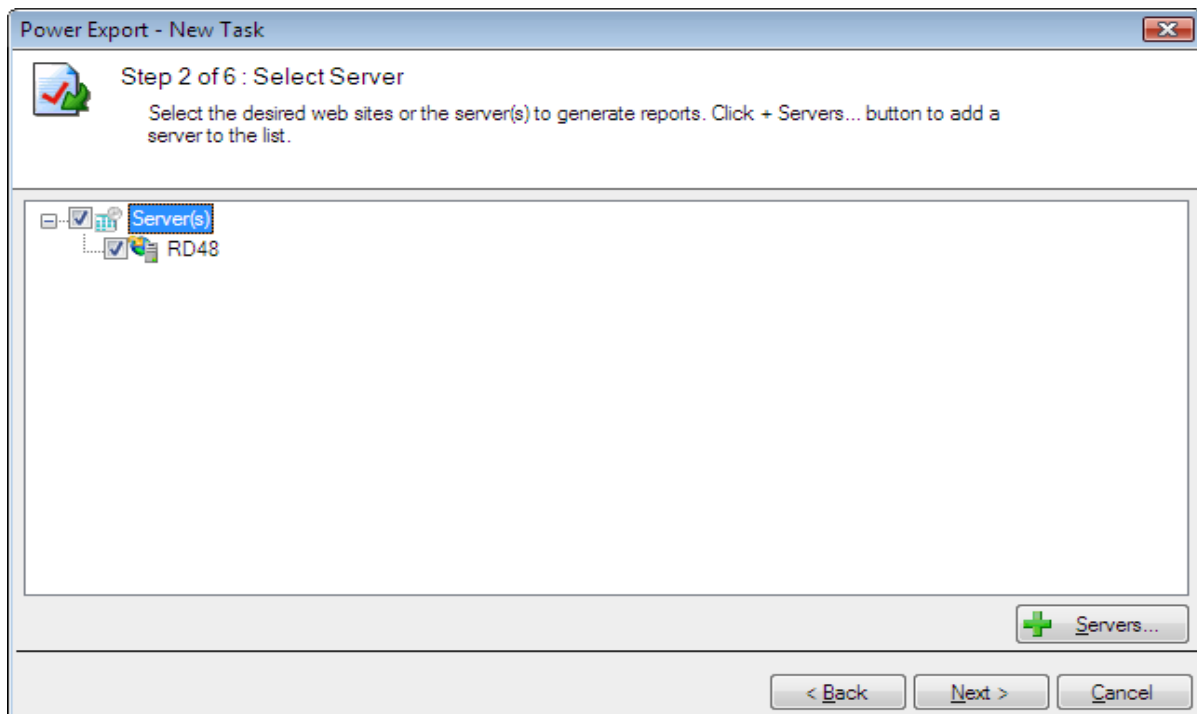 Power Export - New Task
Step 2 of 6 : Select Server
Select the desired web sites or the server(s) to generate reports. Click + Servers... button to add a
server to the list.
Server(s)
RD48
Servers...
< Back
Next >
Cancel